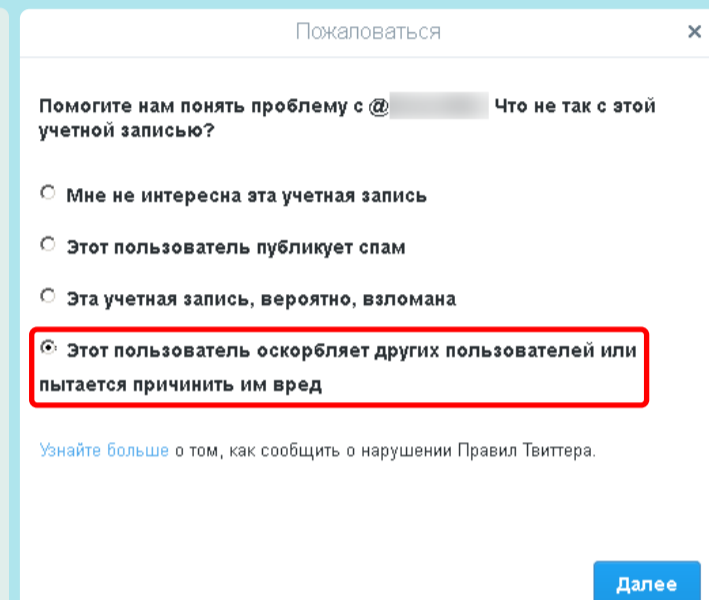 Пожаловаться
Помогите нам понять проблему с @ Что не так с этой
учетной записью?
Мне не интересна эта учетная запись
Этот пользователь публикует спам
Эта учетная запись, вероятно, взломана
Этот пользователь оскорбляет других пользователей или
пытается причинить им вред
Узнайте больше о том, как сообщить о нарушении Правил Твиттера.
Далее